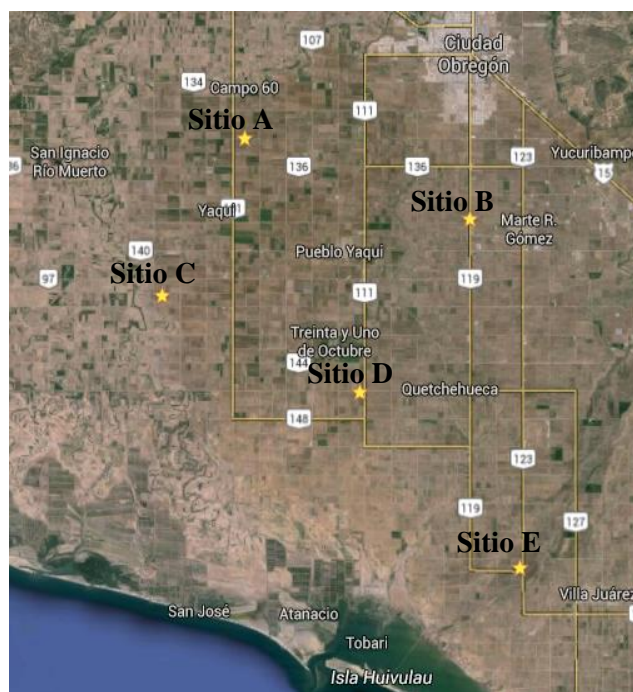 107
Ciudad
Obregón
134
Campo 60
111
Sitio A
San Ignacio
Río Muerto
136
136
123
Yucuribampo
15
Yaqui
Sitio B
Marte R.
Gómez
140
Pueblo Yaqui
97
Sitio C
119
111
Treinta y Uno
de Octubre
144
Sitio D
Quetchehueca
148
123
119
127
Sitio E
Villa Juárez
San José
Atanacio
Tobari
Isla Huivulau